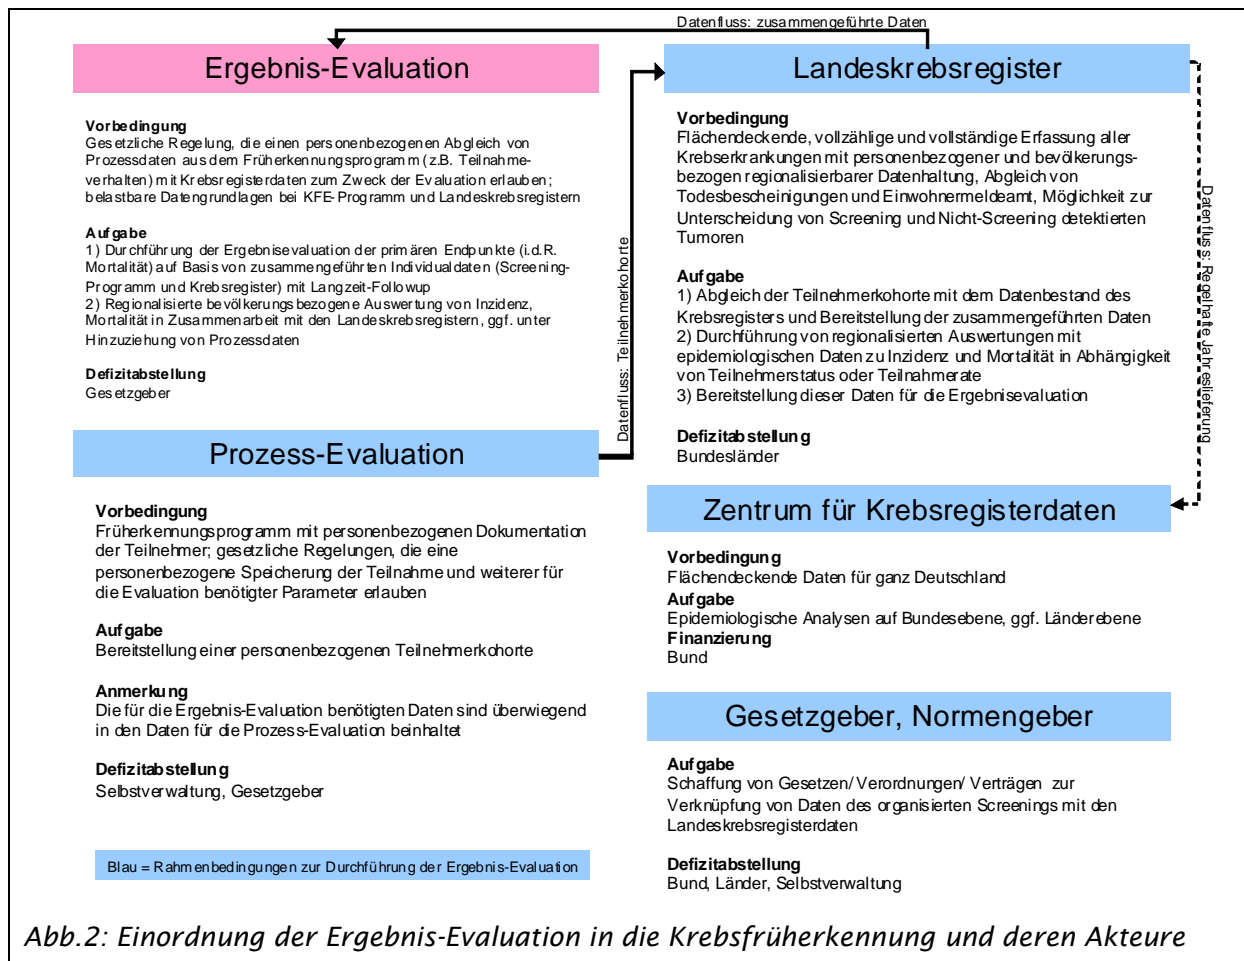 Datenfluss: zusammengeführte Daten
Ergebnis-Evaluation
Vorbedingung
Gesetzliche Regelung, die einen personenbezogenen Abgleich von
Prozessdaten aus dem Früherkennungsprogramm (z.B. Teilnahme-
verhalten) mit Krebsregisterdaten zum Zweck der Evaluation erlauben;
belastbare Datengrundlagen bei KFE-Programm und Landeskrebsregistern
Aufgabe
1) Durchführung der Ergebnisevaluation der primären Endpunkte (i.d.R.
Mortalität) auf Basis von zusammengeführten Individualdaten (Screening-
Programm und Krebsregister) mit Langzeit-Followup
2) Regionalisierte bevölkerungsbezogene Auswertung von Inzidenz,
Mortalität in Zusammenarbeit mit den Landeskrebsregistern, ggf. unter
Hinzuziehung von Prozessdaten
Defizitabstellung
Gesetzgeber
Prozess-Evaluation
Vorbedingung
Früherkennungsprogramm mit personenbezogenen Dokumentation
der Teilnehmer; gesetzliche Regelungen, die eine
personenbezogene Speicherung der Teilnahme und weiterer für
die Evaluation benötigter Parameter erlauben
Aufgabe
Bereitstellung einer personenbezogenen Teilnehmerkohorte
Anmerkung
Die für die Ergebnis-Evaluation benötigten Daten sind überwiegend
in den Daten für die Prozess-Evaluation beinhaltet
Defizitabstellung
Selbstverwaltung, Gesetzgeber
Blau = Rahmenbedingungen zur Durchführung der Ergebnis-Evaluation
Datenfluss: Teilnehmerkohorte
Landeskrebsregister
Vorbedingung
Flächendeckende, vollzählige und vollständige Erfassung aller
Krebserkrankungen mit personenbezogener und bevölkerungs-
bezogen regionalisierbarer Datenhaltung, Abgleich von
Todesbescheinigungen und Einwohnermeldeamt, Möglichkeit zur
Unterscheidung von Screening und Nicht-Screening detektierten
Tumoren
Aufgabe
1) Abgleich der Teilnehmerkohorte mit dem Datenbestand des
Krebsregisters und Bereitstellung der zusammengeführten Daten
2) Durchführung von regionalisierten Auswertungen mit
epidemiologischen Daten zu Inzidenz und Mortalität in Abhängigkeit
von Teilnehmerstatus oder Teilnahmerate
3) Bereitstellung dieser Daten für die Ergebnisevaluation
Defizitabstellung
Bundesländer
Datenfluss: Regelhafte Jahreslieferung
Zentrum für Krebsregisterdaten
Vorbedingung
Flächendeckende Daten für ganz Deutschland
Aufgabe
Epidemiologische Analysen auf Bundesebene, ggf. Länderebene
Finanzierung
Bund
Gesetzgeber, Normengeber
Aufgabe
Schaffung von Gesetzen/ Verordnungen/ Verträgen zur
Verknüpfung von Daten des organisierten Screenings mit den
Landeskrebsregisterdaten
Defizitabstellung
Bund, Länder, Selbstverwaltung
Abb.2: Einordnung der Ergebnis-Evaluation in die Krebsfrüherkennung und deren Akteure